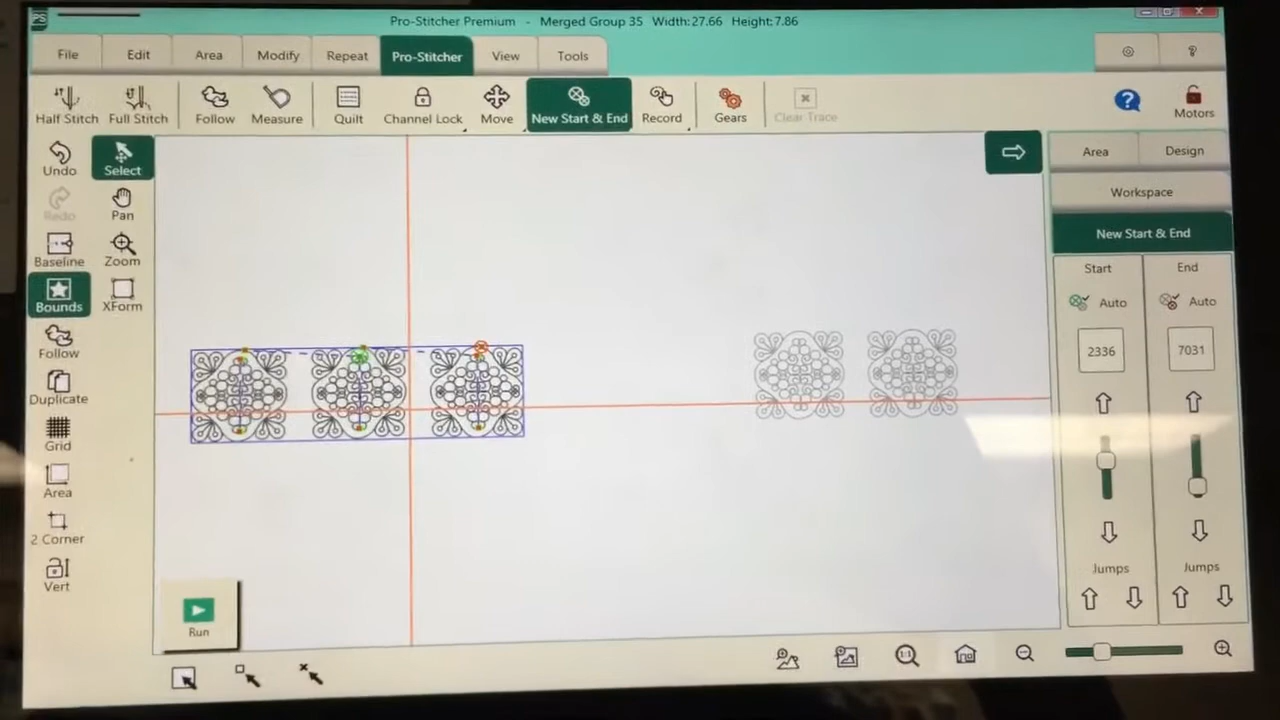 PS
Pro-Stitcher Premium - Merged Group 35 Width:27.66 Height:7.86
File Edit Area Modify Repeat Pro-Stitcher View Tools
Half Stitch Full Stitch Follow Measure Quilt Channel Lock Move New Start & End Record Gears Clear Trace Motors
Undo Select
Redo Pan
Baseline Zoom
Bounds XForm
Follow
Duplicate
Grid
Area
2 Corner
Vert
Run
Area Design
Workspace
New Start & End
Start End
Auto Auto
2336 7031
Jumps Jumps
1:1